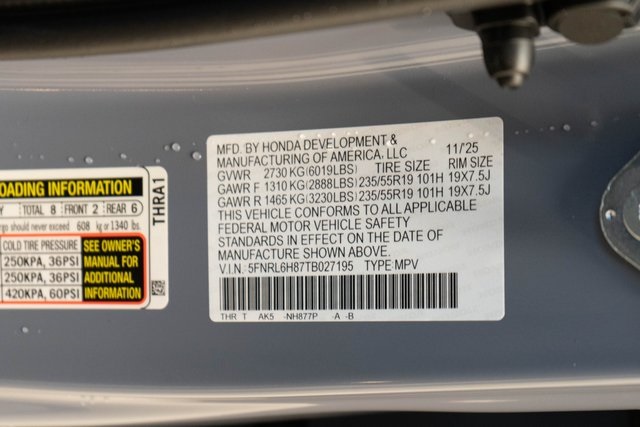 OADING INFORMATION
Y TOTAL 8 FRONT 2 REAR 6
rgo should never exceed 608 kg or 1340 lbs.
COLD TIRE PRESSURE
250KPA, 36PSI
250KPA, 36PSI
420KPA, 60PSI
SEE OWNER'S
MANUAL FOR
ADDITIONAL
INFORMATION
THRA1
MFD. BY HONDA DEVELOPMENT &
MANUFACTURING OF AMERICA, LLC 11/25
GVWR 2730 KG (6019LBS) TIRE SIZE RIM SIZE
GAWR F 1310 KG (2888LBS) 235/55R19 101H 19X7.5J
GAWR R 1465 KG (3230LBS) 235/55R19 101H 19X7.5J
THIS VEHICLE CONFORMS TO ALL APPLICABLE
FEDERAL MOTOR VEHICLE SAFETY
STANDARDS IN EFFECT ON THE DATE OF
MANUFACTURE SHOWN ABOVE.
V.I.N.: 5FNRL6H87TB027195 TYPE: MPV
THR T AK5 -NH877P -A -B